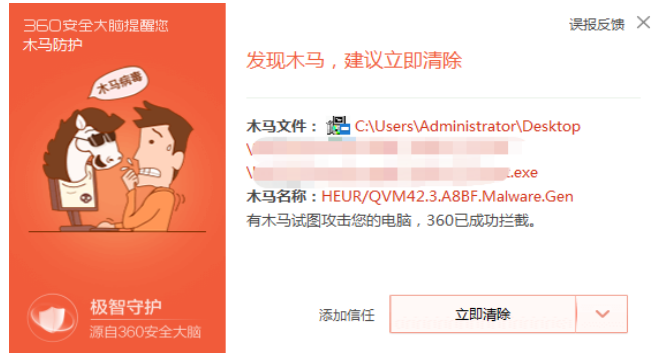 360安全大脑提醒您
木马防护
木马病毒
极智守护
源自360安全大脑
误报反馈
发现木马，建议立即清除
木马文件： C:\Users\Administrator\Desktop
\
\ .exe
木马名称：HEUR/QVM42.3.A8BF.Malware.Gen
有木马试图攻击您的电脑，360已成功拦截。
添加信任
立即清除